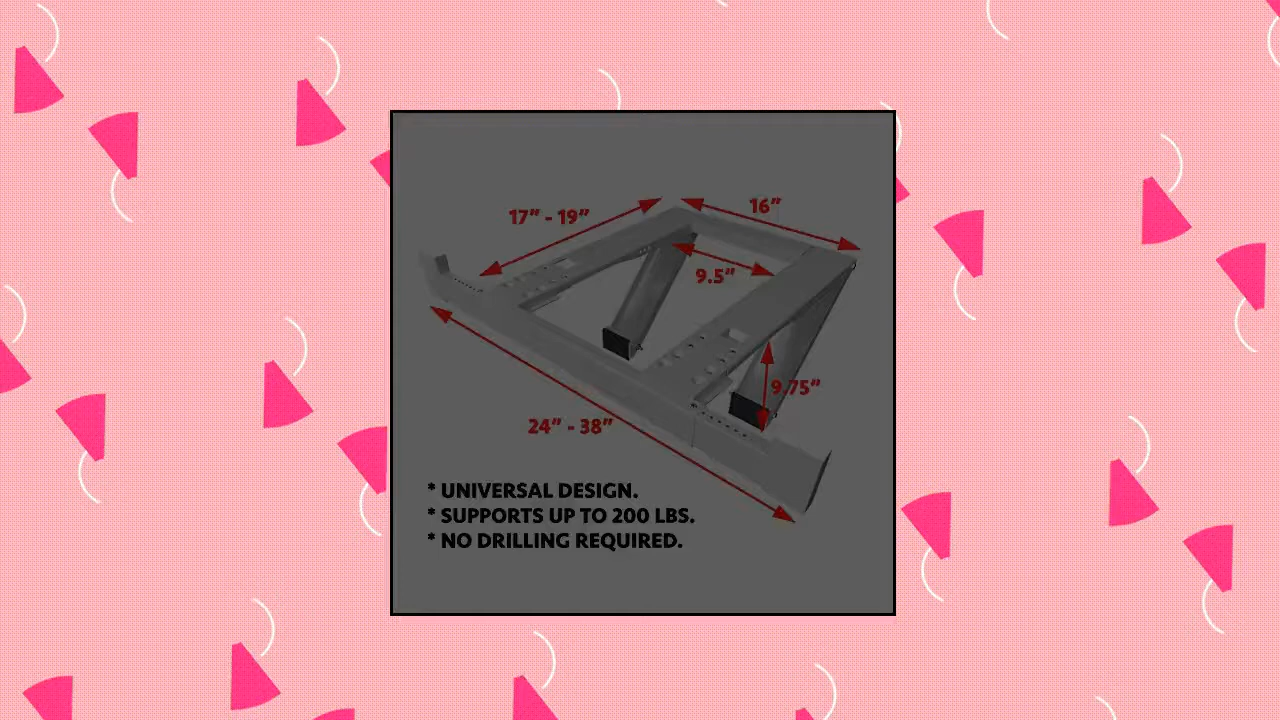 17” - 19”
16”
9.5”
9.75”
24” - 38”
* UNIVERSAL DESIGN.
* SUPPORTS UP TO 200 LBS.
* NO DRILLING REQUIRED.